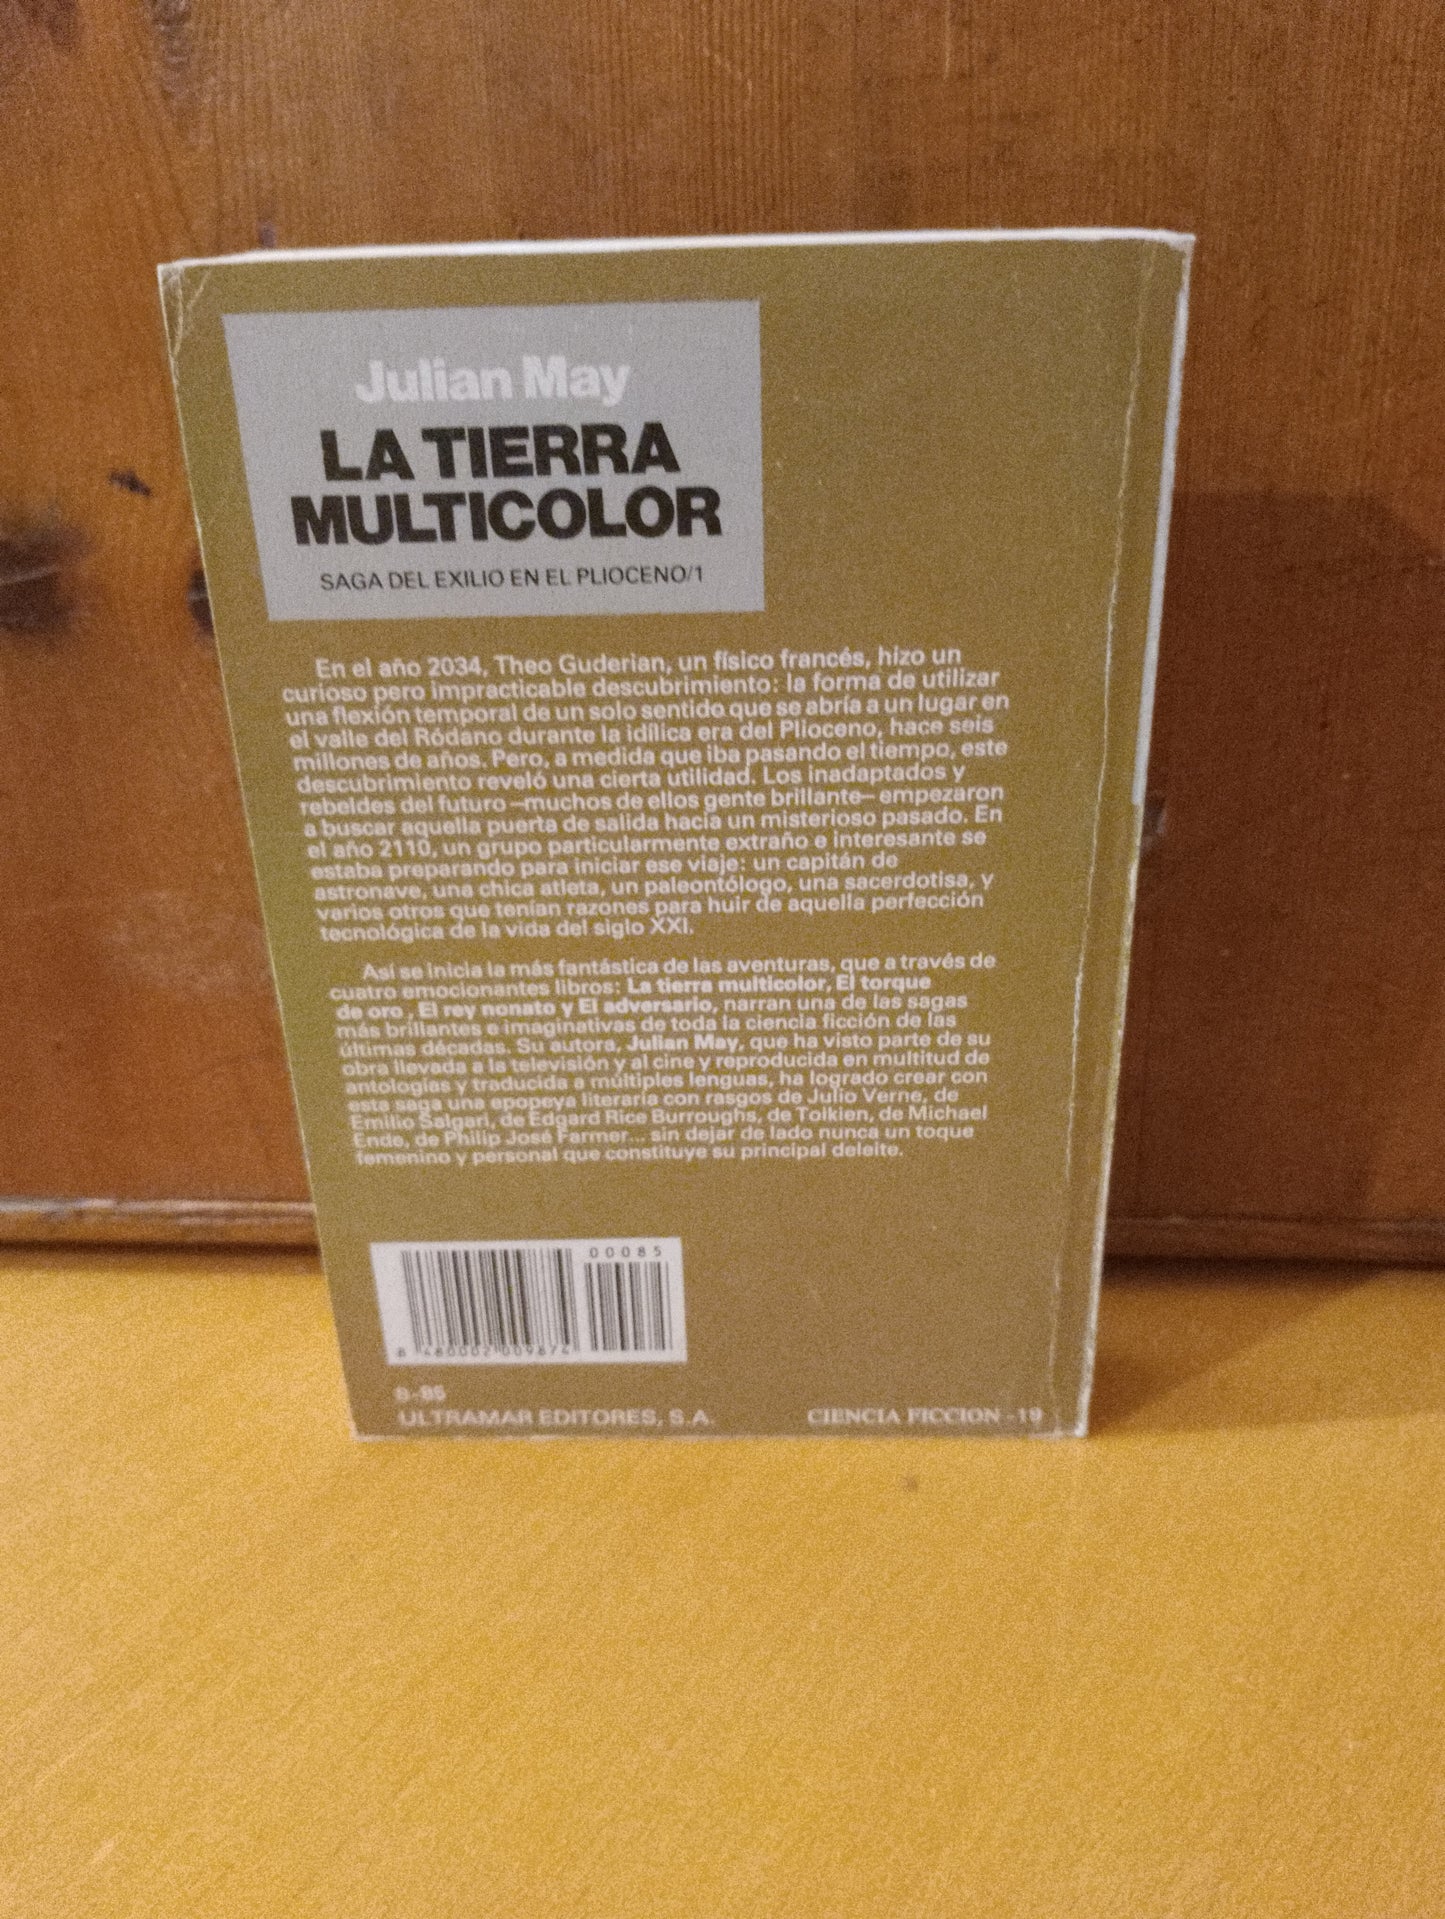 Julian May
LA TIERRA
MULTICOLOR
SAGA DEL EXILIO EN EL PLIOCENO/1
En el año 2034, Theo Guderian, un físico francés, hizo un
curioso pero impracticable descubrimiento: la forma de utilizar
una flexión temporal de un solo sentido que se abría a un lugar en
el valle del Ródano durante la idílica era del Plioceno, hace seis
millones de años. Pero, a medida que iba pasando el tiempo, este
descubrimiento reveló una cierta utilidad. Los inadaptados y
rebeldes del futuro —muchos de ellos gente brillante— empezaron
a buscar aquella puerta de salida hacia un misterioso pasado. En
el año 2110, un grupo particularmente extraño e interesante se
estaba preparando para iniciar ese viaje: un capitán de
astronave, una chica atleta, un paleontólogo, una sacerdotisa, y
varios otros que tenían razones para huir de aquella perfección
tecnológica de la vida del siglo XXI.
Así se inicia la más fantástica de las aventuras, que a través de
cuatro emocionantes libros: La tierra multicolor, El torque
de oro , El rey nonato y El adversario, narran una de las sagas
más brillantes e imaginativas de toda la ciencia ficción de las
últimas décadas. Su autora, Julian May, que ha visto parte de su
obra llevada a la televisión y al cine y reproducida en multitud de
antologías y traducida a múltiples lenguas, ha logrado crear con
esta saga una epopeya literaria con rasgos de Julio Verne, de
Emilio Salgari, de Edgard Rice Burroughs, de Tolkien, de Michael
Ende, de Philip José Farmer... sin dejar de lado nunca un toque
femenino y personal que constituye su principal deleite.
00085
8 480002 009874
9-85
ULTRAMAR EDITORES, S.A.
CIENCIA FICCION - 19